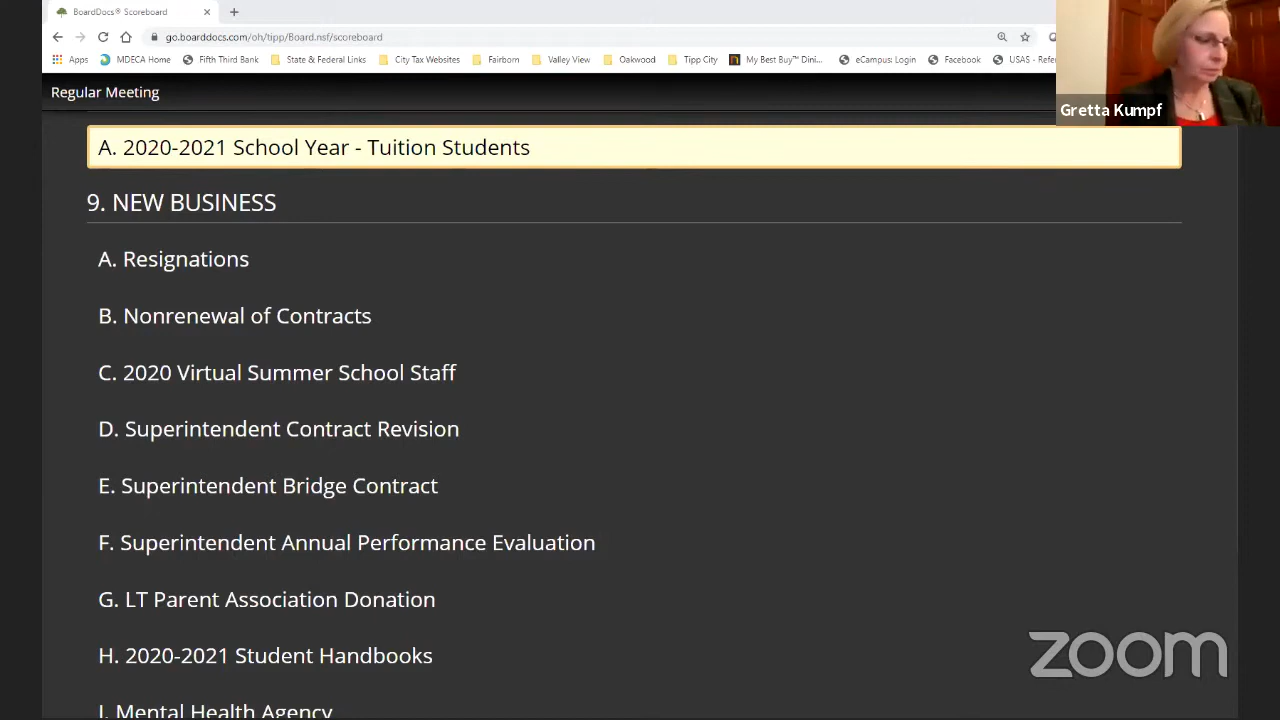 BoardDocs® Scoreboard
go.boarddocs.com/oh/tipp/Board.nsf/scoreboard
Apps MDECA Home Fifth Third Bank State & Federal Links City Tax Websites Fairborn Valley View Oakwood Tipp City My Best Buy™ Dini... eCampus: Login Facebook USAS - Refe
Regular Meeting
Gretta Kumpf
A. 2020-2021 School Year - Tuition Students
9. NEW BUSINESS
A. Resignations
B. Nonrenewal of Contracts
C. 2020 Virtual Summer School Staff
D. Superintendent Contract Revision
E. Superintendent Bridge Contract
F. Superintendent Annual Performance Evaluation
G. LT Parent Association Donation
H. 2020-2021 Student Handbooks
zoom
I. Mental Health Agency